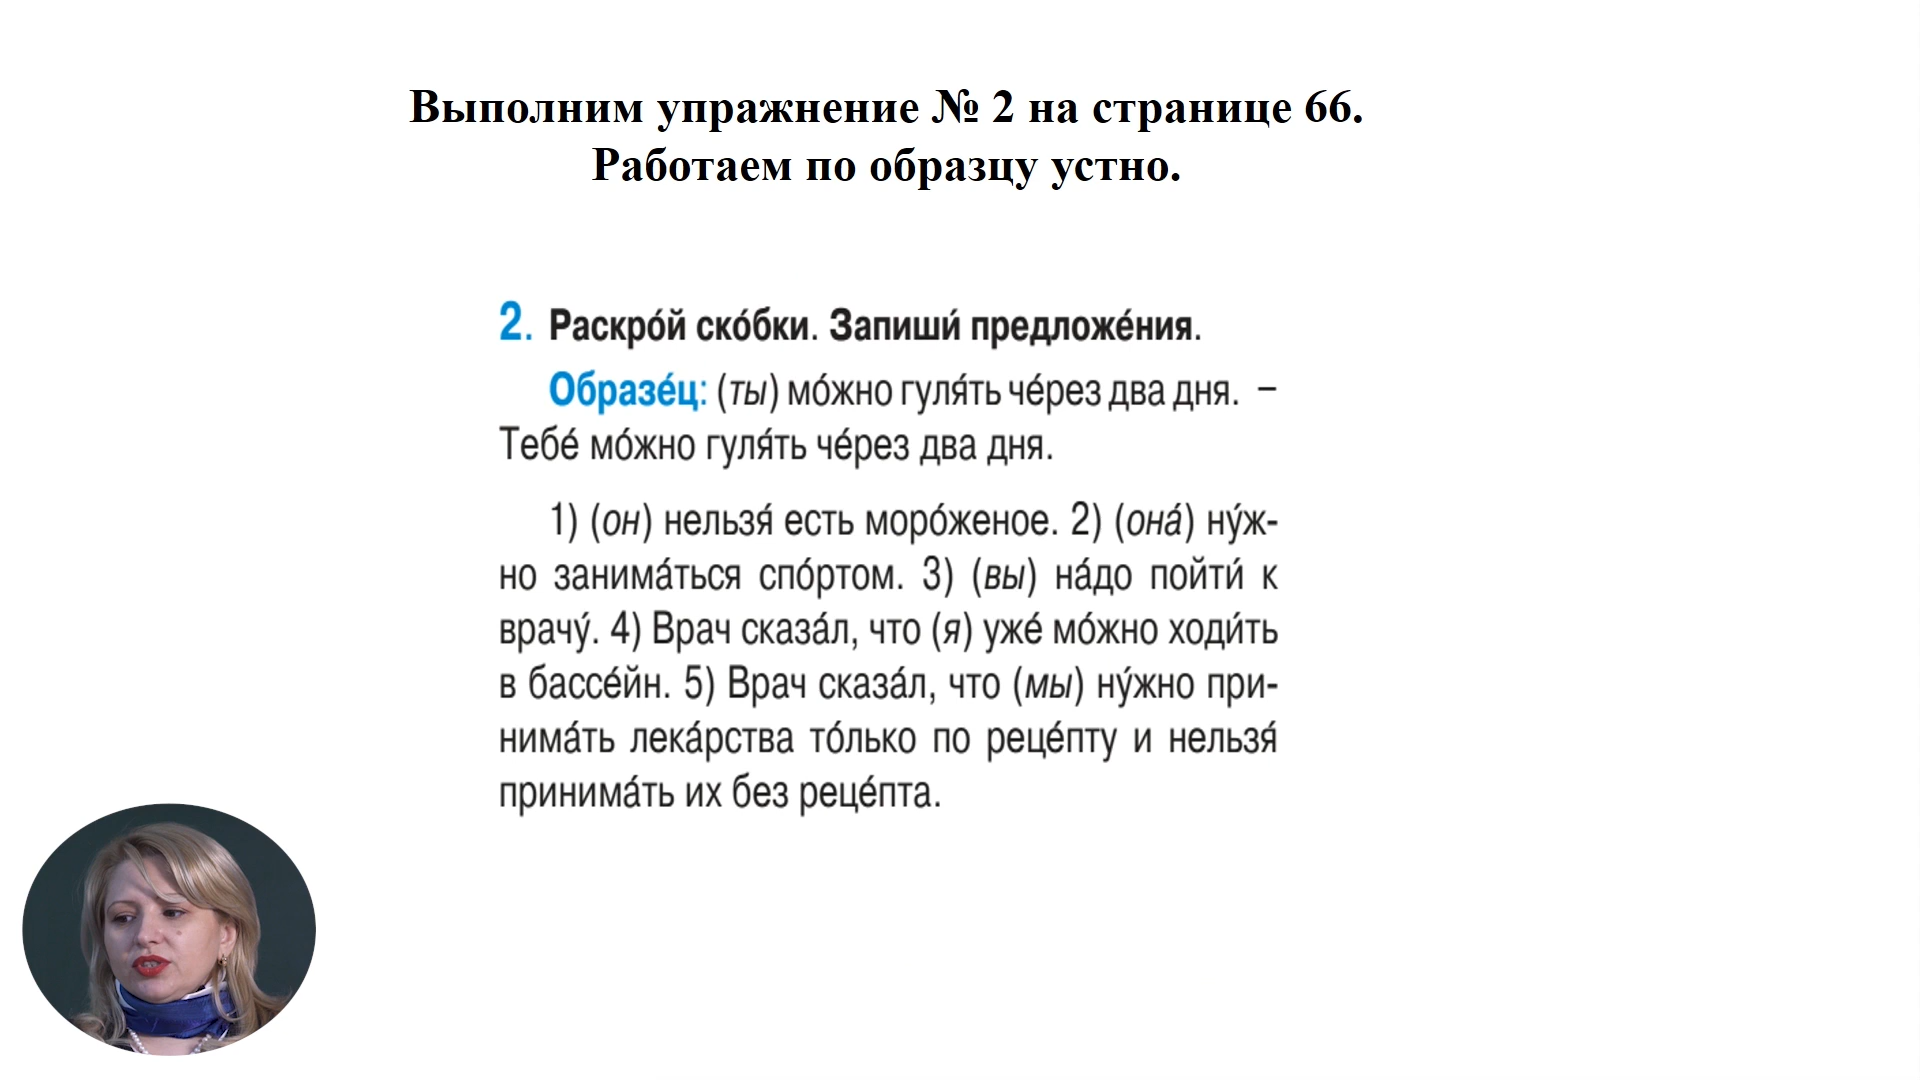 Выполним упражнение № 2 на странице 66.
Работаем по образцу устно.
2. Раскро́й ско́бки. Запиши́ предложе́ния.
Образе́ц: (ты) мо́жно гуля́ть че́рез два дня. –
Тебе́ мо́жно гуля́ть че́рез два дня.
1) (он) нельзя́ есть моро́женое. 2) (она́) ну́ж-
но занима́ться спо́ртом. 3) (вы) на́до пойти́ к
врачу́. 4) Врач сказа́л, что (я) уже́ мо́жно ходи́ть
в бассе́йн. 5) Врач сказа́л, что (мы) ну́жно при-
нима́ть лека́рства то́лько по реце́пту и нельзя́
принима́ть их без реце́пта.